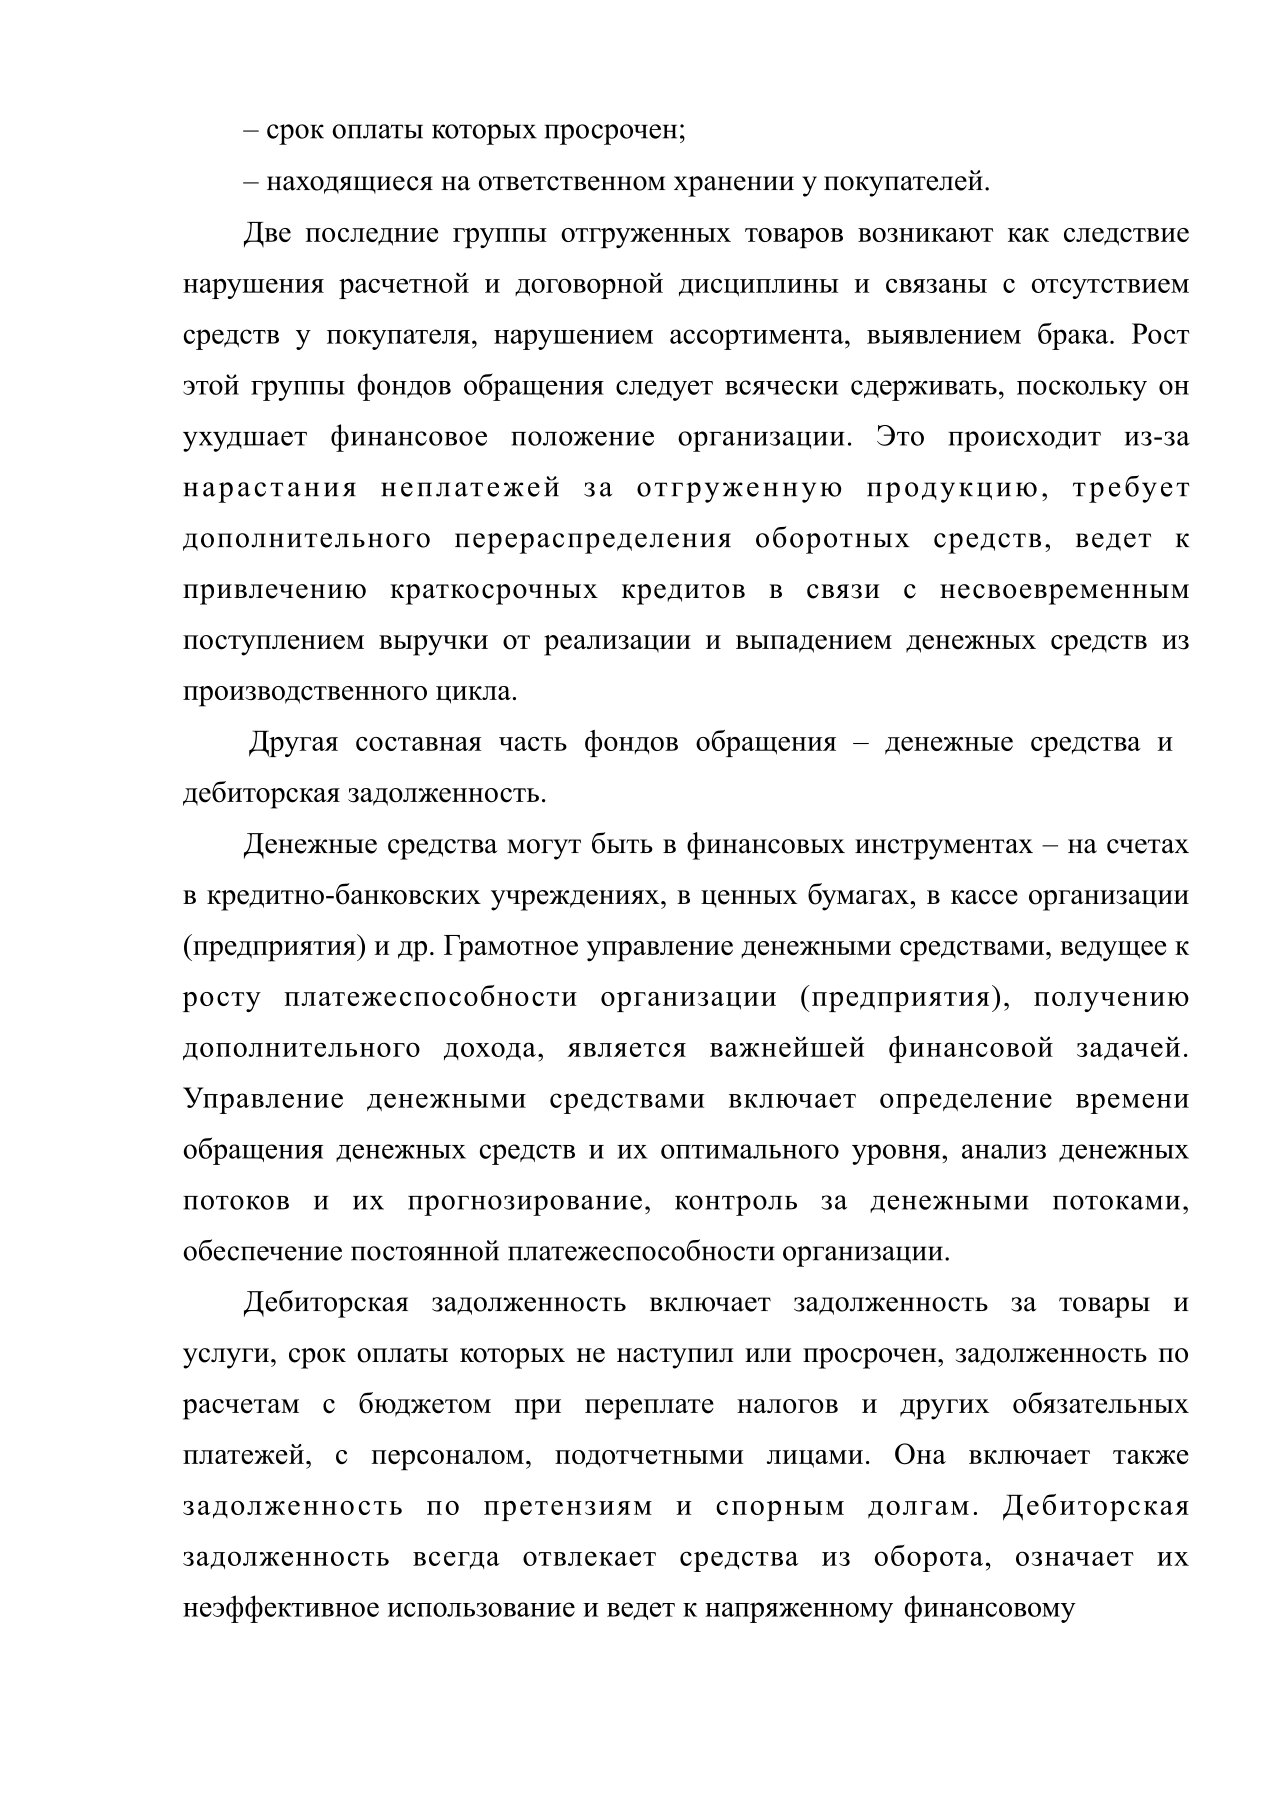 – срок оплаты которых просрочен;
– находящиеся на ответственном хранении у покупателей.
Две последние группы отгруженных товаров возникают как следствие
нарушения расчетной и договорной дисциплины и связаны с отсутствием
средств у покупателя, нарушением ассортимента, выявлением брака. Рост
этой группы фондов обращения следует всячески сдерживать, поскольку он
ухудшает финансовое положение организации. Это происходит из-за
нарастания неплатежей за отгруженную продукцию, требует
дополнительного перераспределения оборотных средств, ведет к
привлечению краткосрочных кредитов в связи с несвоевременным
поступлением выручки от реализации и выпадением денежных средств из
производственного цикла.
Другая составная часть фондов обращения – денежные средства и
дебиторская задолженность.
Денежные средства могут быть в финансовых инструментах – на счетах
в кредитно-банковских учреждениях, в ценных бумагах, в кассе организации
(предприятия) и др. Грамотное управление денежными средствами, ведущее к
росту платежеспособности организации (предприятия), получению
дополнительного дохода, является важнейшей финансовой задачей.
Управление денежными средствами включает определение времени
обращения денежных средств и их оптимального уровня, анализ денежных
потоков и их прогнозирование, контроль за денежными потоками,
обеспечение постоянной платежеспособности организации.
Дебиторская задолженность включает задолженность за товары и
услуги, срок оплаты которых не наступил или просрочен, задолженность по
расчетам с бюджетом при переплате налогов и других обязательных
платежей, с персоналом, подотчетными лицами. Она включает также
задолженность по претензиям и спорным долгам. Дебиторская
задолженность всегда отвлекает средства из оборота, означает их
неэффективное использование и ведет к напряженному финансовому